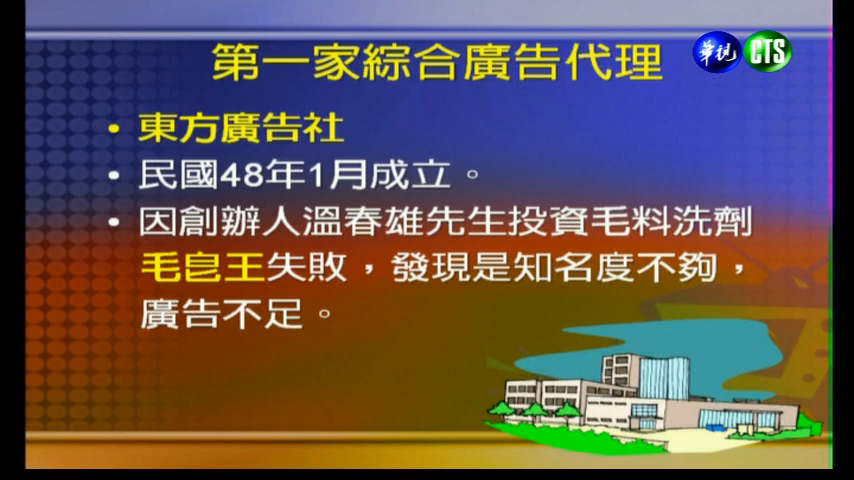 第一家綜合廣告代理
華視 CTS
• 東方廣告社
• 民國48年1月成立。
• 因創辦人溫春雄先生投資毛料洗劑
毛皂王失敗，發現是知名度不夠，
廣告不足。